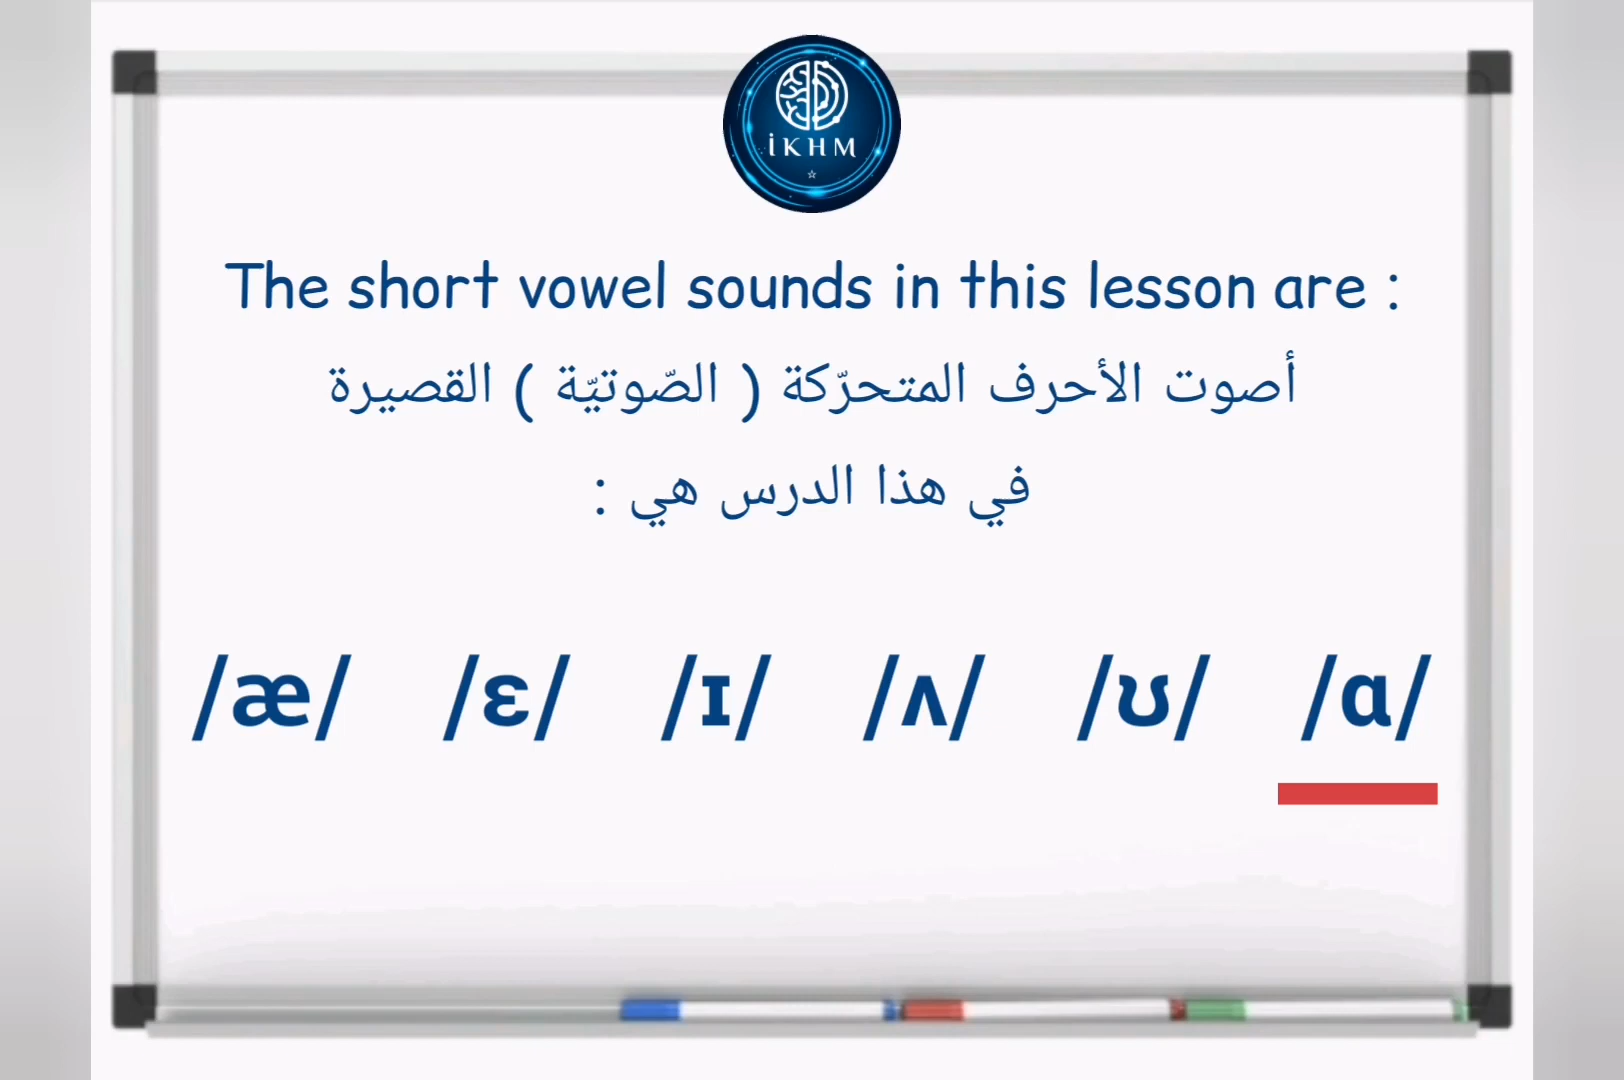 İKHM
The short vowel sounds in this lesson are :
أصوت الأحرف المتحرّكة ( الصّوتيّة ) القصيرة
في هذا الدرس هي :
/æ/ /ɛ/ /ɪ/ /ʌ/ /ʊ/ /ɑ/